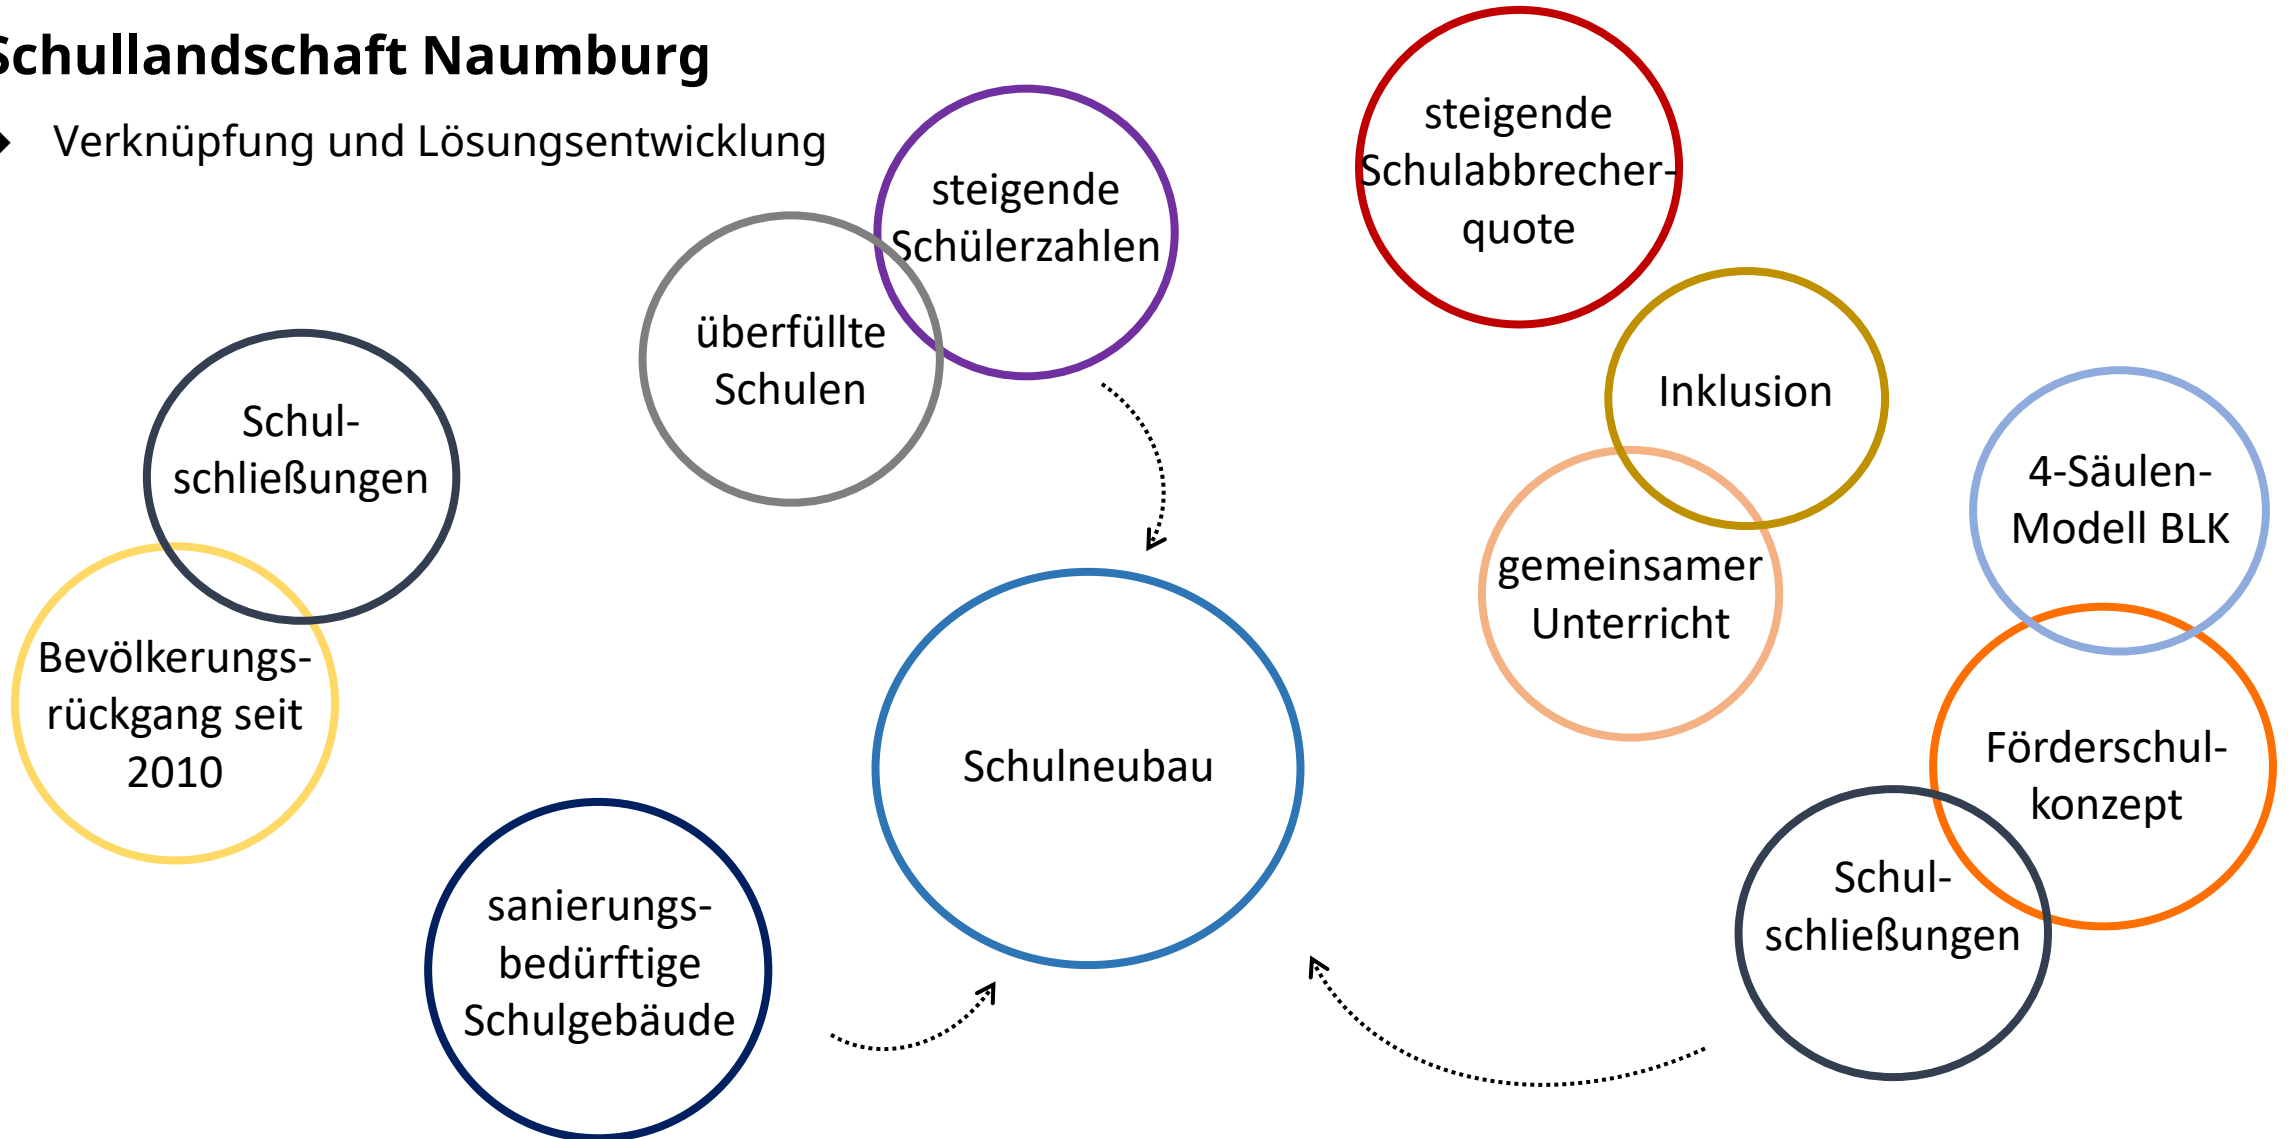 Schullandschaft Naumburg
Verknüpfung und Lösungsentwicklung
steigende
Schulabbrecher-
quote
steigende
Schülerzahlen
überfüllte
Schulen
Inklusion
Schul-
schließungen
4-Säulen-
Modell BLK
gemeinsamer
Unterricht
Bevölkerungs-
rückgang seit
2010
Schulneubau
Förderschul-
konzept
sanierungs-
bedürftige
Schulgebäude
Schul-
schließungen